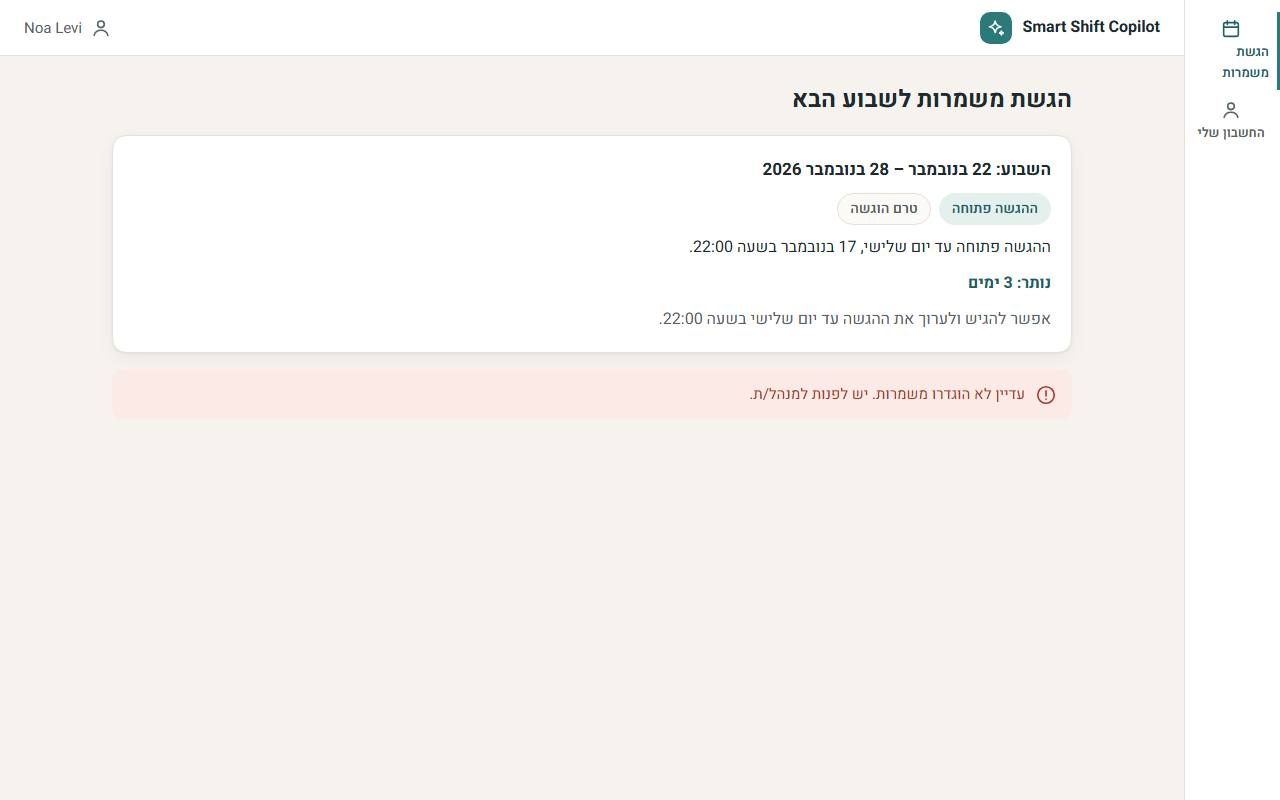 Smart Shift Copilot
Noa Levi
הגשת
משמרות
החשבון שלי
הגשת משמרות לשבוע הבא
השבוע: 22 בנובמבר – 28 בנובמבר 2026
ההגשה פתוחה
טרם הוגשה
ההגשה פתוחה עד יום שלישי, 17 בנובמבר בשעה 22:00.
נותר: 3 ימים
אפשר להגיש ולערוך את ההגשה עד יום שלישי בשעה 22:00.
עדיין לא הוגדרו משמרות. יש לפנות למנהל/ת.